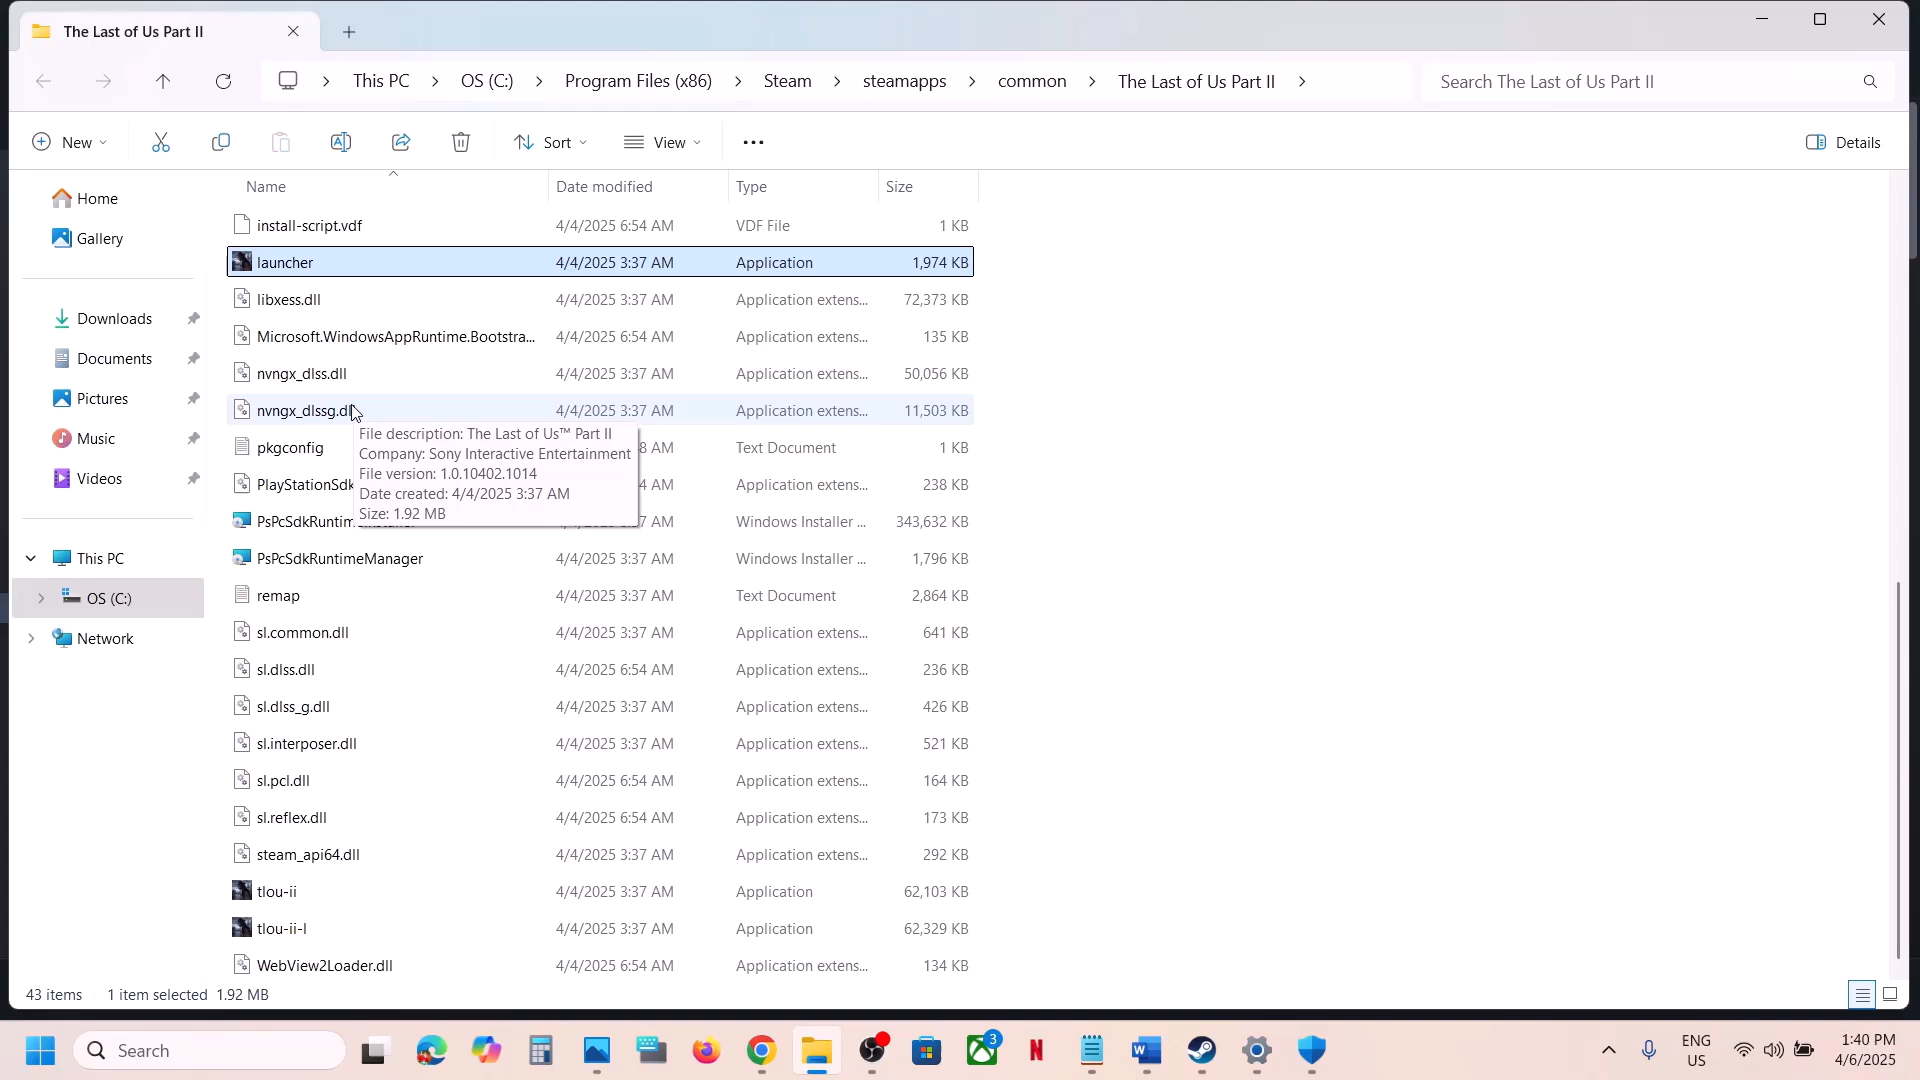 The Last of Us Part II
This PC > OS (C:) > Program Files (x86) > Steam > steamapps > common > The Last of Us Part II >
Search The Last of Us Part II
New
Sort
View
Details
Home
Gallery
Downloads
Documents
Pictures
Music
Videos
This PC
OS (C:)
Network
Name Date modified Type Size
install-script.vdf 4/4/2025 6:54 AM VDF File 1 KB
launcher 4/4/2025 3:37 AM Application 1,974 KB
libxess.dll 4/4/2025 3:37 AM Application extens... 72,373 KB
Microsoft.WindowsAppRuntime.Bootstra... 4/4/2025 6:54 AM Application extens... 135 KB
nvngx_dlss.dll 4/4/2025 3:37 AM Application extens... 50,056 KB
nvngx_dlssg.dll 4/4/2025 3:37 AM Application extens... 11,503 KB
pkgconfig 8 AM Text Document 1 KB
PlayStationSdk 4 AM Application extens... 238 KB
PsPcSdkRuntimeInstaller 7 AM Windows Installer ... 343,632 KB
File description: The Last of Us™ Part II
Company: Sony Interactive Entertainment
File version: 1.0.10402.1014
Date created: 4/4/2025 3:37 AM
Size: 1.92 MB
PsPcSdkRuntimeManager 4/4/2025 3:37 AM Windows Installer ... 1,796 KB
remap 4/4/2025 3:37 AM Text Document 2,864 KB
sl.common.dll 4/4/2025 3:37 AM Application extens... 641 KB
sl.dlss.dll 4/4/2025 6:54 AM Application extens... 236 KB
sl.dlss_g.dll 4/4/2025 3:37 AM Application extens... 426 KB
sl.interposer.dll 4/4/2025 3:37 AM Application extens... 521 KB
sl.pcl.dll 4/4/2025 6:54 AM Application extens... 164 KB
sl.reflex.dll 4/4/2025 6:54 AM Application extens... 173 KB
steam_api64.dll 4/4/2025 3:37 AM Application extens... 292 KB
tlou-ii 4/4/2025 3:37 AM Application 62,103 KB
tlou-ii-l 4/4/2025 3:37 AM Application 62,329 KB
WebView2Loader.dll 4/4/2025 6:54 AM Application extens... 134 KB
43 items 1 item selected 1.92 MB
Search
3
N
W
ENG
US
1:40 PM
4/6/2025